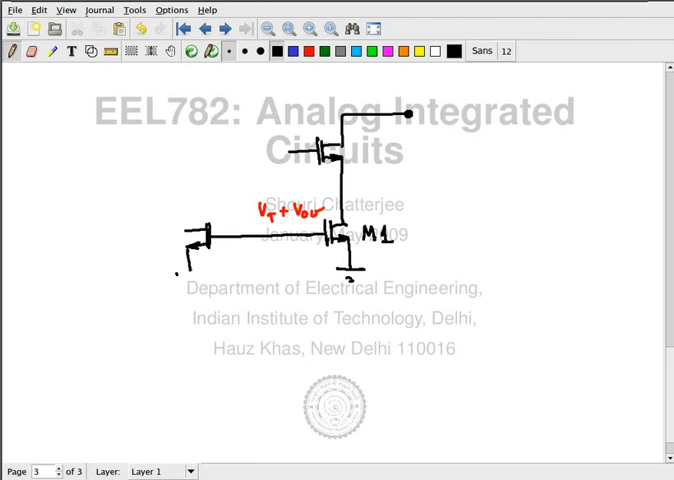 File Edit View Journal Tools Options Help
Sans 12
EEL782: Analog Integrated
Circuits
Shouri Chatterjee
VT + Vov
M1
Department of Electrical Engineering,
Indian Institute of Technology, Delhi,
Hauz Khas, New Delhi 110016
Page 3 of 3 Layer: Layer 1